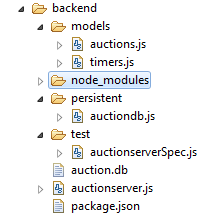 backend
models
auctions.js
timers.js
node_modules
persistent
auctiondb.js
test
auctionserverSpec.js
auction.db
auctionserver.js
package.json